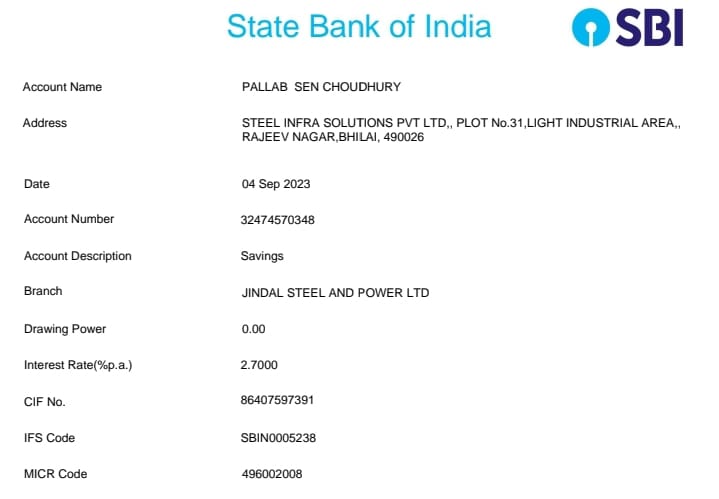 State Bank of India
SBI
Account Name PALLAB SEN CHOUDHURY
Address STEEL INFRA SOLUTIONS PVT LTD,, PLOT No.31,LIGHT INDUSTRIAL AREA,,
RAJEEV NAGAR,BHILAI, 490026
Date 04 Sep 2023
Account Number 32474570348
Account Description Savings
Branch JINDAL STEEL AND POWER LTD
Drawing Power 0.00
Interest Rate(%p.a.) 2.7000
CIF No. 86407597391
IFS Code SBIN0005238
MICR Code 496002008